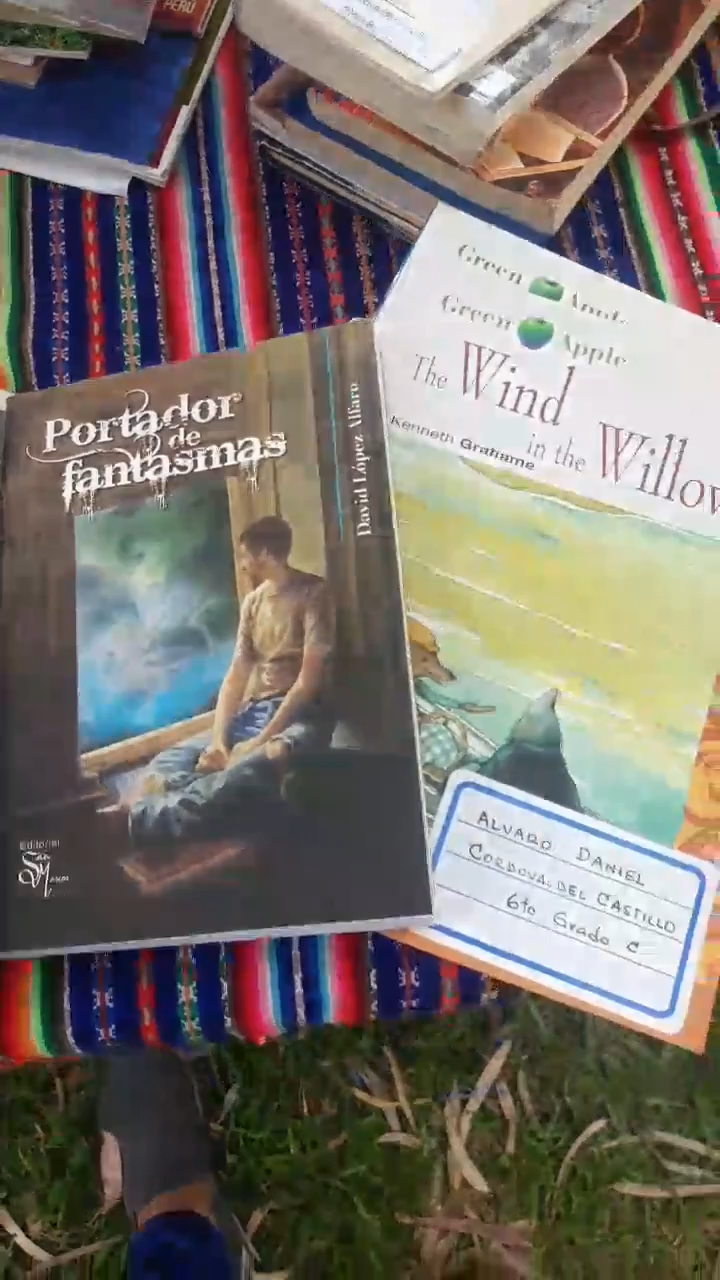 PERÚ
Portador
de
fantasmas
David López Alfaro
Editorial
San
Marcos
Green Apple
Green Apple
The Wind
in the Willow
Kenneth Grahame
ALVARO DANIEL
CORDOVA DEL CASTILLO
6to Grado C